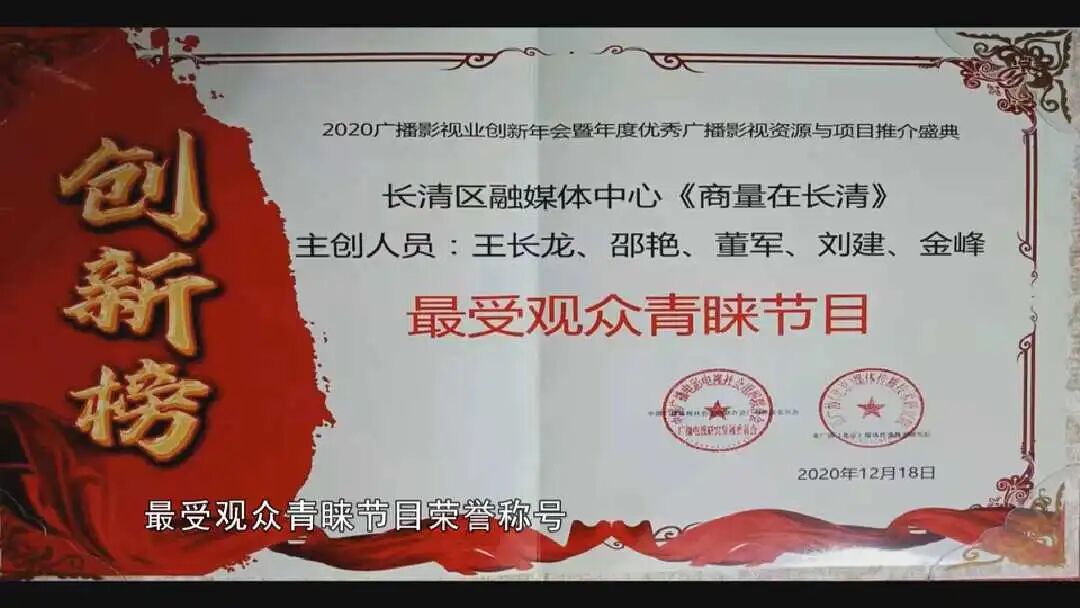 创新榜
2020广播影视业创新年会暨年度优秀广播影视资源与项目推介盛典
长清区融媒体中心《商量在长清》
主创人员：王长龙、邵艳、董军、刘建、金峰
最受观众青睐节目
2020年12月18日
最受观众青睐节目荣誉称号